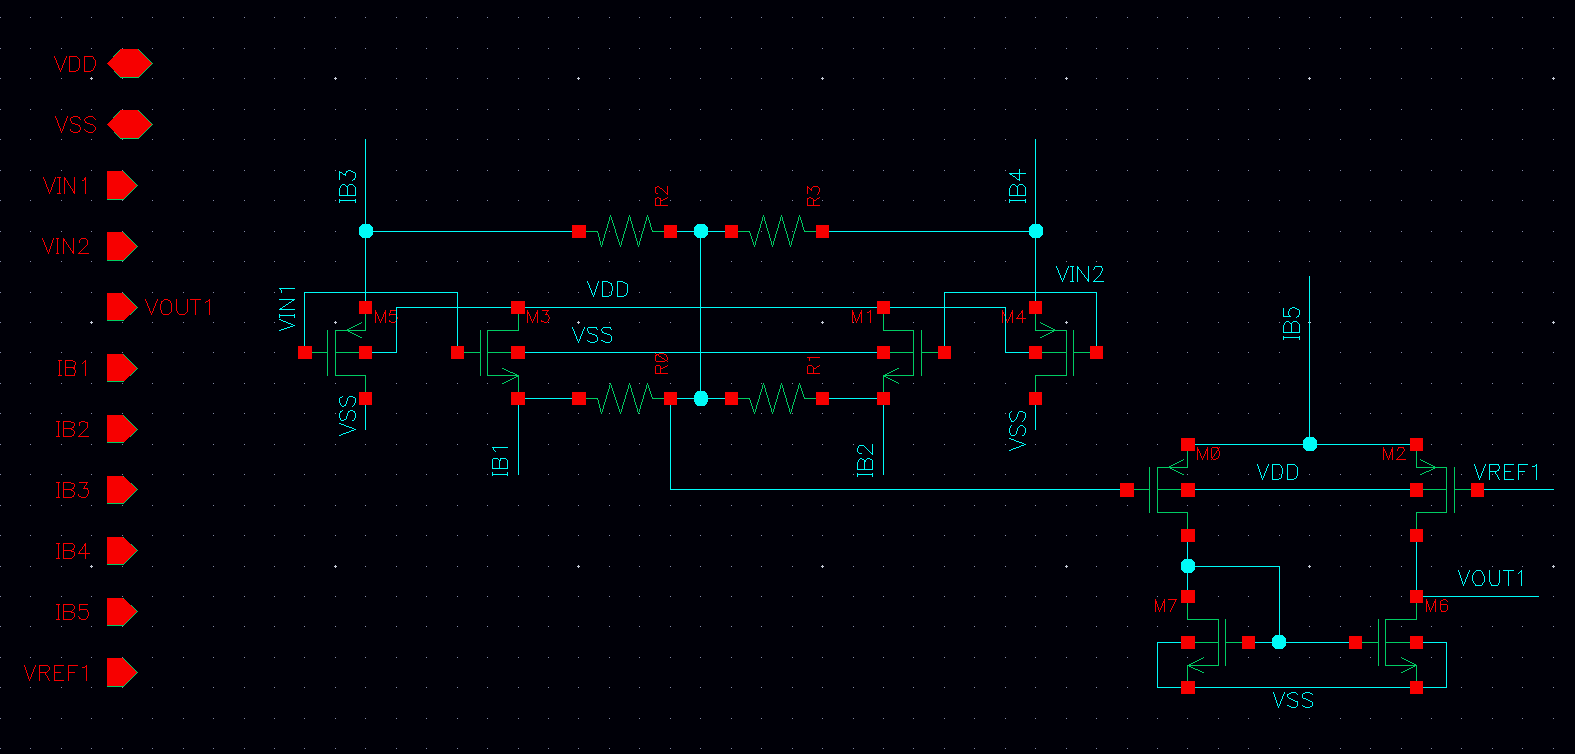 VDD
VSS
VIN1
VIN2
VOUT1
IB1
IB2
IB3
IB4
IB5
VREF1
IB3
R2
R3
IB4
VIN1
VDD
VIN2
M5
M3
M1
M4
VSS
R0
R1
VSS
VSS
IB1
IB2
IB5
M0
M2
VDD
VREF1
VOUT1
M7
M6
VSS